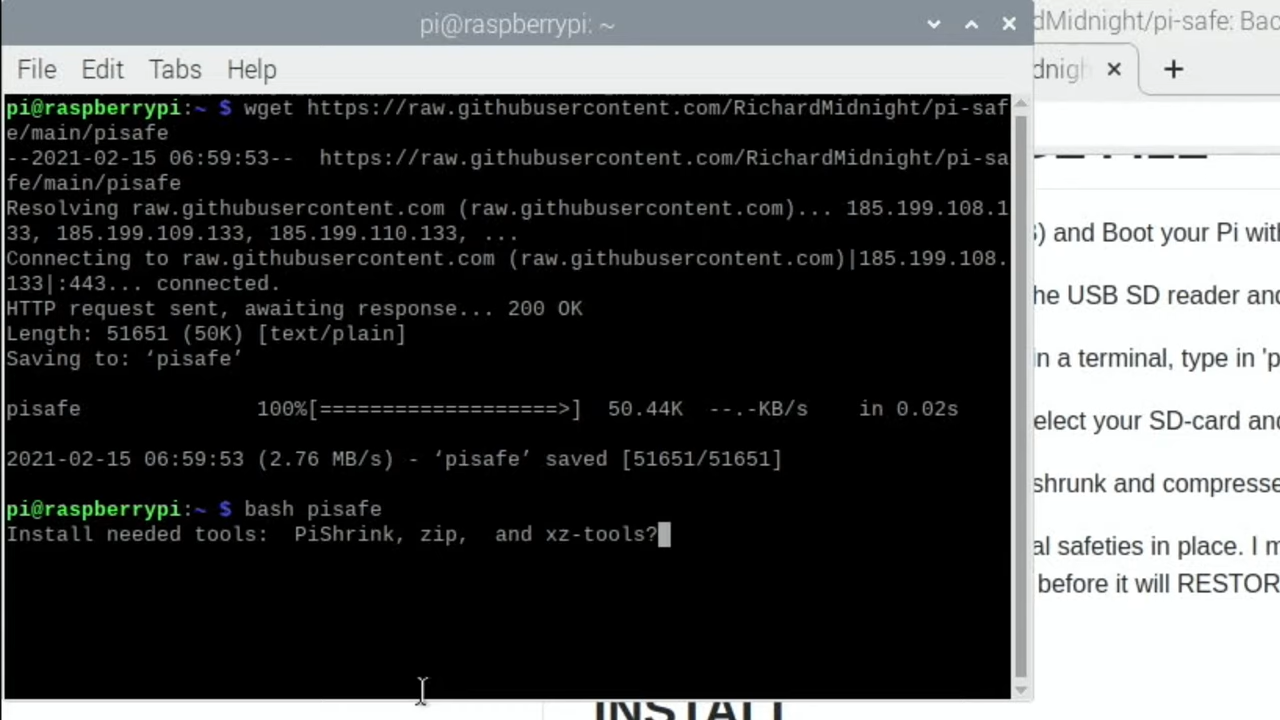 pi@raspberrypi: ~
File Edit Tabs Help
pi@raspberrypi:~ $ wget https://raw.githubusercontent.com/RichardMidnight/pi-saf
e/main/pisafe
--2021-02-15 06:59:53--  https://raw.githubusercontent.com/RichardMidnight/pi-sa
fe/main/pisafe
Resolving raw.githubusercontent.com (raw.githubusercontent.com)... 185.199.108.1
33, 185.199.109.133, 185.199.110.133, ...
Connecting to raw.githubusercontent.com (raw.githubusercontent.com)|185.199.108.
133|:443... connected.
HTTP request sent, awaiting response... 200 OK
Length: 51651 (50K) [text/plain]
Saving to: ‘pisafe’
pisafe              100%[===================>]  50.44K  --.-KB/s    in 0.02s
2021-02-15 06:59:53 (2.76 MB/s) - ‘pisafe’ saved [51651/51651]
pi@raspberrypi:~ $ bash pisafe
Install needed tools:  PiShrink, zip,  and xz-tools?
dMidnight/pi-safe: Bac
dnigh
) and Boot your Pi with
he USB SD reader and
in a terminal, type in 'p
elect your SD-card and
shrunk and compresse
al safeties in place. I m
before it will RESTOR
INSTALL